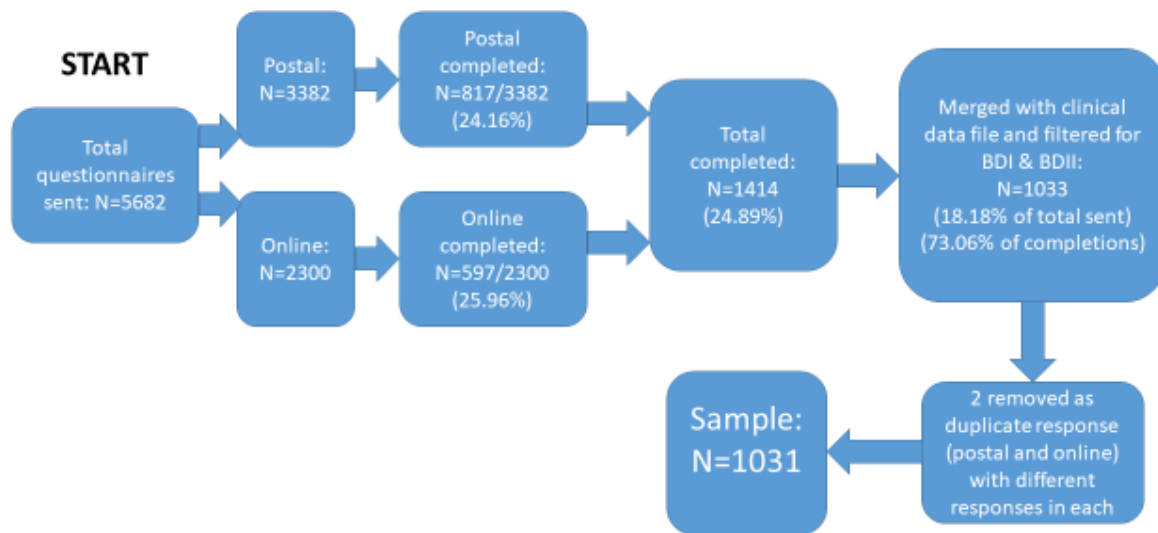 START
Total
questionnaires
sent: N=5682
Postal:
N=3382
Postal
completed:
N=817/3382
(24.16%)
Online:
N=2300
Online
completed:
N=597/2300
(25.96%)
Total
completed:
N=1414
(24.89%)
Merged with clinical
data file and filtered for
BDI & BDII:
N=1033
(18.18% of total sent)
(73.06% of completions)
2 removed as
duplicate response
(postal and online)
with different
responses in each
Sample:
N=1031